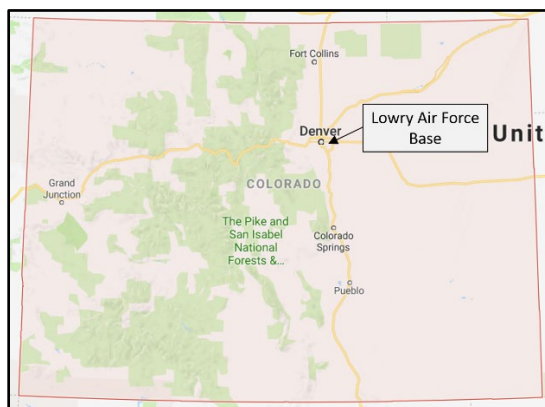 Fort Collins
Lowry Air Force
Base
Denver
Unit
Grand
Junction
COLORADO
The Pike and
San Isabel
National
Forests &...
Colorado
Springs
Pueblo